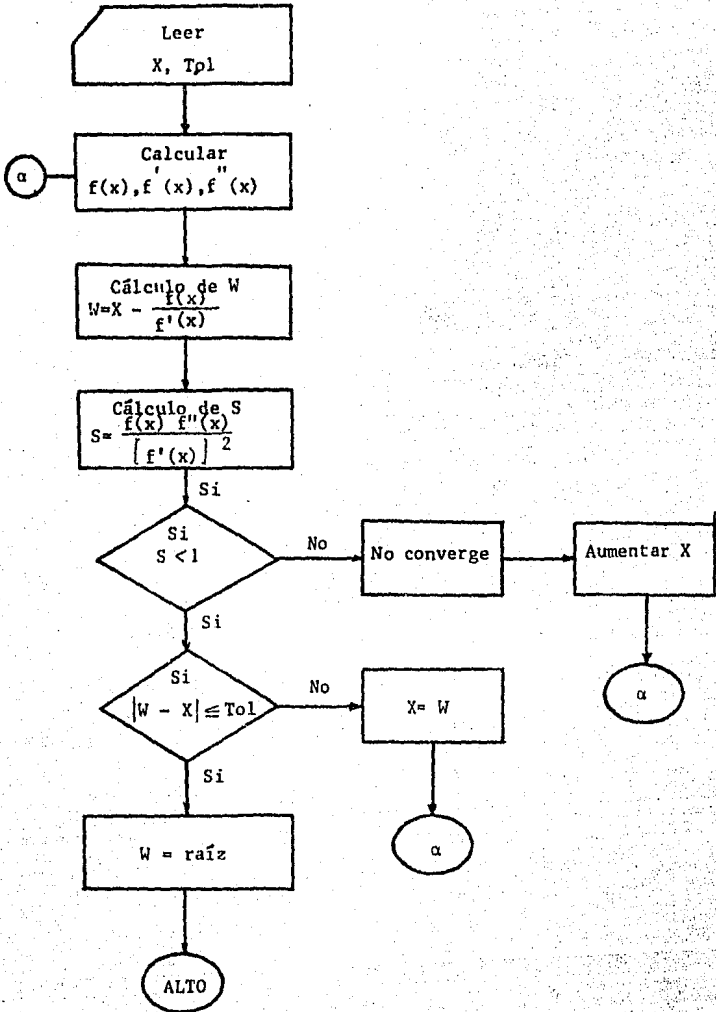 Leer
X, Tol
Calcular
f(x),f'(x),f"(x)
α
Cálculo de W
W=X - f(x)/f'(x)
Cálculo de S
S= f(x) f"(x)/[f'(x)]²
Si
Si
S <1
No
No converge
Aumentar X
α
Si
Si
|W - X| ≤ Tol
No
X= W
α
Si
W = raíz
ALTO